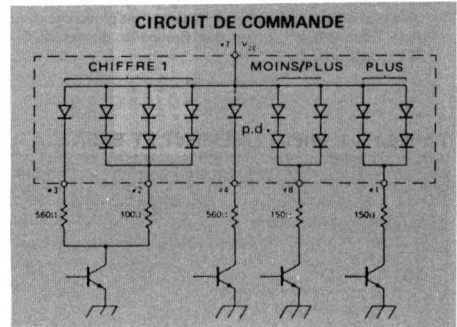 CIRCUIT DE COMMANDE
*7 Vcc
CHIFFRE 1 MOINS/PLUS PLUS
p.d.
*3 *2 *4 *8 *1
560Ω 100Ω 560Ω 150Ω 150Ω